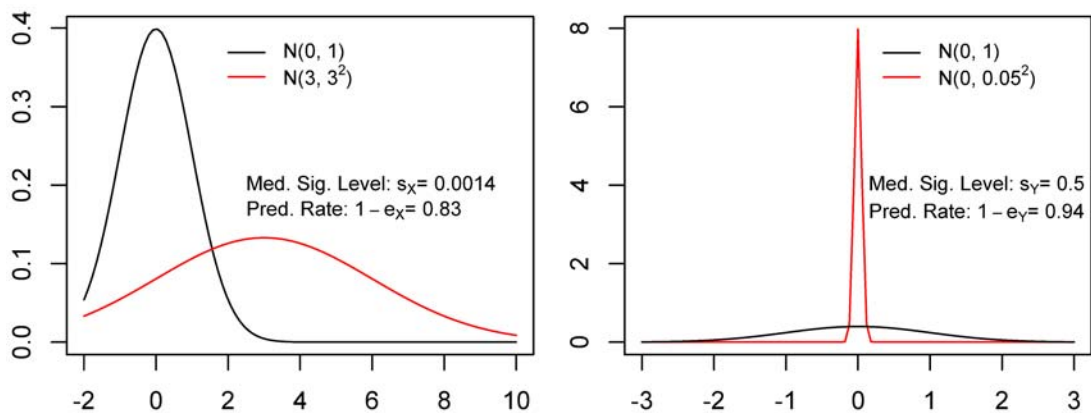 0.4
0.3
0.2
0.1
0.0
N(0, 1)
N(3, 3²)
Med. Sig. Level: sX= 0.0014
Pred. Rate: 1 − eX= 0.83
-2 0 2 4 6 8 10
8
6
4
2
0
N(0, 1)
N(0, 0.05²)
Med. Sig. Level: sY= 0.5
Pred. Rate: 1 − eY= 0.94
-3 -2 -1 0 1 2 3